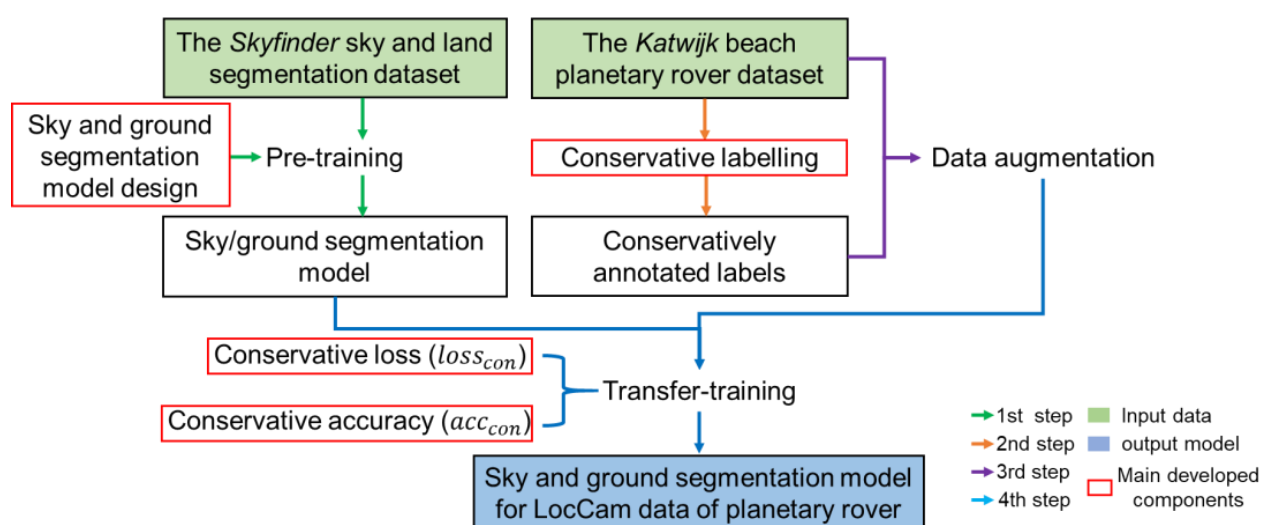 The Skyfinder sky and land
segmentation dataset
The Katwijk beach
planetary rover dataset
Sky and ground
segmentation
model design
Pre-training
Conservative labelling
Data augmentation
Sky/ground segmentation
model
Conservatively
annotated labels
Conservative loss (loss_con)
Conservative accuracy (acc_con)
Transfer-training
Sky and ground segmentation model
for LocCam data of planetary rover
1st step
Input data
2nd step
output model
3rd step
4th step
Main developed
components